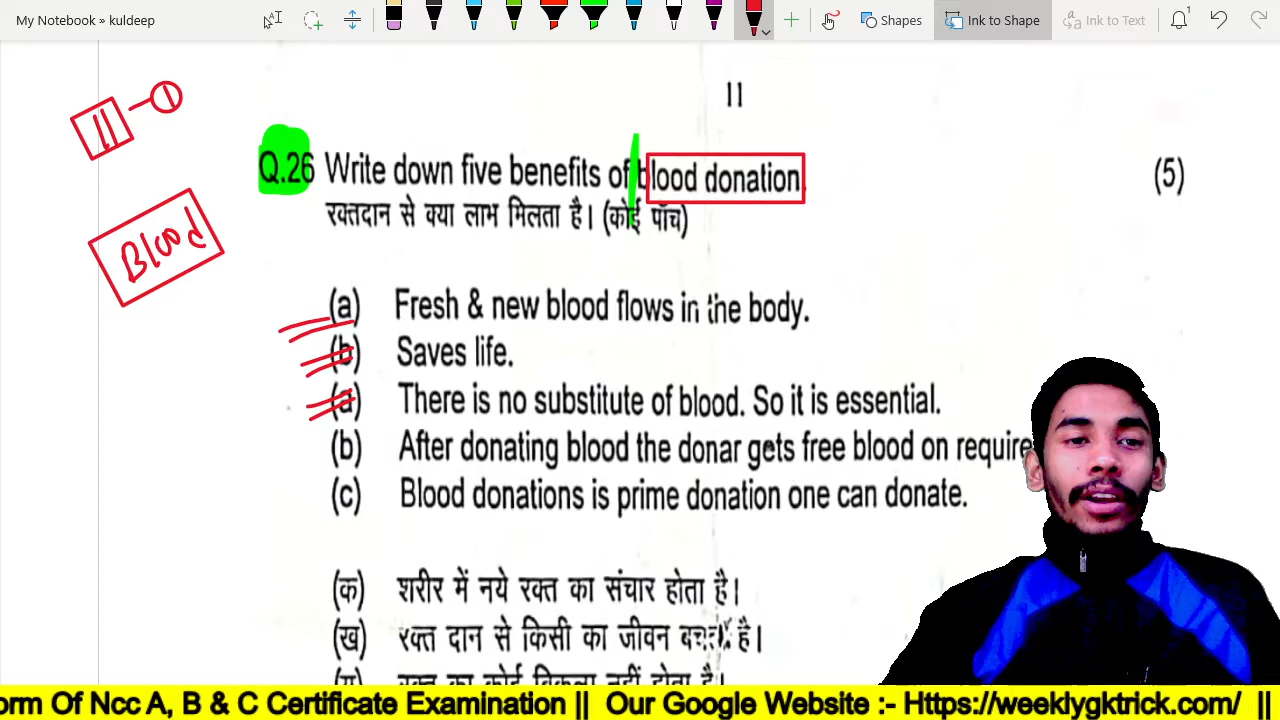 My Notebook » kuldeep
Shapes
Ink to Shape
Ink to Text
1
11
11 - 1
Q.26 Write down five benefits of blood donation. (5)
रक्तदान से क्या लाभ मिलता है। (कोई पाँच)
Blood
(a) Fresh & new blood flows in the body.
(b) Saves life.
(a) There is no substitute of blood. So it is essential.
(b) After donating blood the donar gets free blood on require
(c) Blood donations is prime donation one can donate.
(क) शरीर में नये रक्त का संचार होता है।
(ख) रक्त दान से किसी का जीवन बचता है।
orm Of Ncc A, B & C Certificate Examination || Our Google Website :- Https://weeklygktrick.com/ ||